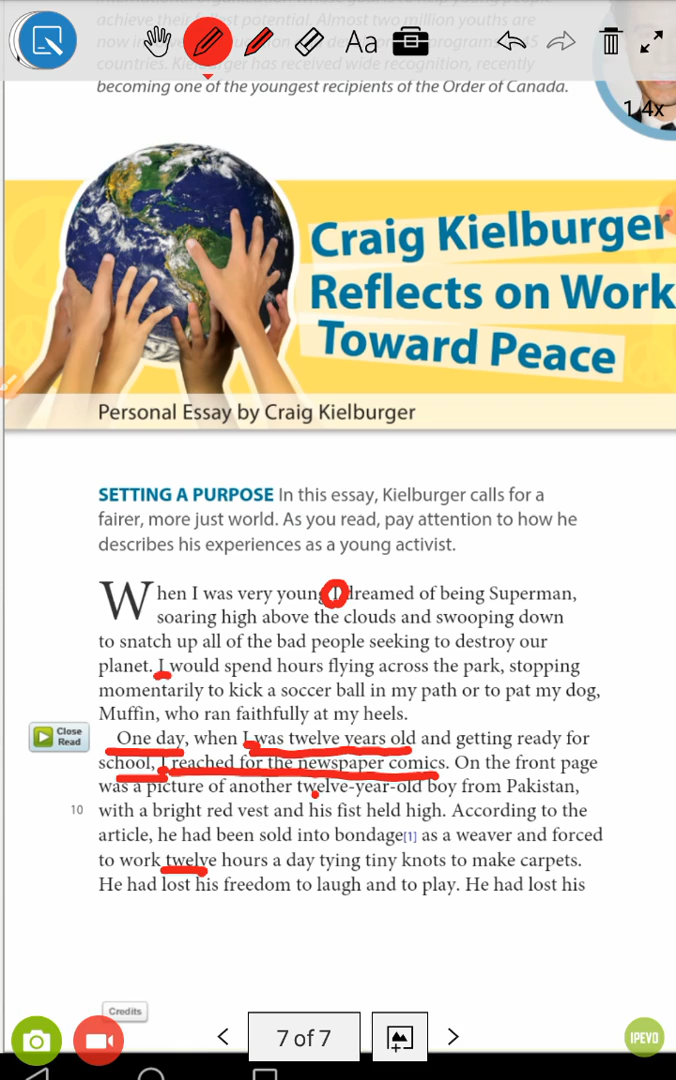 achieve their fullest potential. Almost two million youths are
Aa
countries. Kielburger has received wide recognition, recently
becoming one of the youngest recipients of the Order of Canada.
1.4x
Craig Kielburger
Reflects on Work
Toward Peace
Personal Essay by Craig Kielburger
SETTING A PURPOSE In this essay, Kielburger calls for a
fairer, more just world. As you read, pay attention to how he
describes his experiences as a young activist.
When I was very young I dreamed of being Superman,
soaring high above the clouds and swooping down
to snatch up all of the bad people seeking to destroy our
planet. I would spend hours flying across the park, stopping
momentarily to kick a soccer ball in my path or to pat my dog,
Muffin, who ran faithfully at my heels.
Close
Read
One day, when I was twelve years old and getting ready for
school, I reached for the newspaper comics. On the front page
was a picture of another twelve-year-old boy from Pakistan,
10 with a bright red vest and his fist held high. According to the
article, he had been sold into bondage[1] as a weaver and forced
to work twelve hours a day tying tiny knots to make carpets.
He had lost his freedom to laugh and to play. He had lost his
Credits
7 of 7
IPEVO